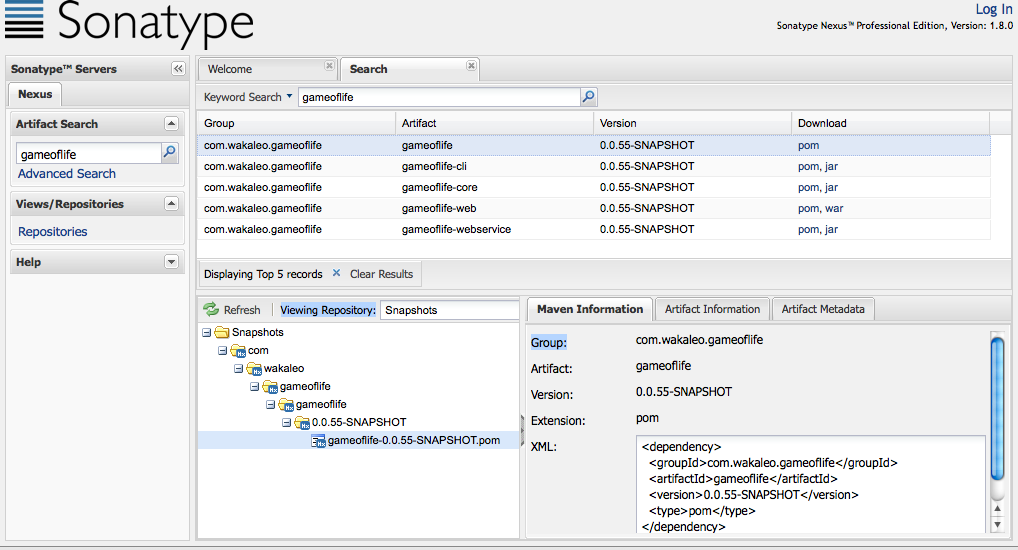 Sonatype
Log In
Sonatype Nexus™ Professional Edition, Version: 1.8.0
Sonatype™ Servers
Nexus
Artifact Search
gameoflife
Advanced Search
Views/Repositories
Repositories
Help
Welcome
Search
Keyword Search gameoflife
Group Artifact Version Download
com.wakaleo.gameoflife gameoflife 0.0.55-SNAPSHOT pom
com.wakaleo.gameoflife gameoflife-cli 0.0.55-SNAPSHOT pom, jar
com.wakaleo.gameoflife gameoflife-core 0.0.55-SNAPSHOT pom, jar
com.wakaleo.gameoflife gameoflife-web 0.0.55-SNAPSHOT pom, war
com.wakaleo.gameoflife gameoflife-webservice 0.0.55-SNAPSHOT pom, jar
Displaying Top 5 records Clear Results
Refresh Viewing Repository: Snapshots
Snapshots
com
wakaleo
gameoflife
gameoflife
0.0.55-SNAPSHOT
gameoflife-0.0.55-SNAPSHOT.pom
Maven Information Artifact Information Artifact Metadata
Group: com.wakaleo.gameoflife
Artifact: gameoflife
Version: 0.0.55-SNAPSHOT
Extension: pom
XML: <dependency>
<groupId>com.wakaleo.gameoflife</groupId>
<artifactId>gameoflife</artifactId>
<version>0.0.55-SNAPSHOT</version>
<type>pom</type>
</dependency>